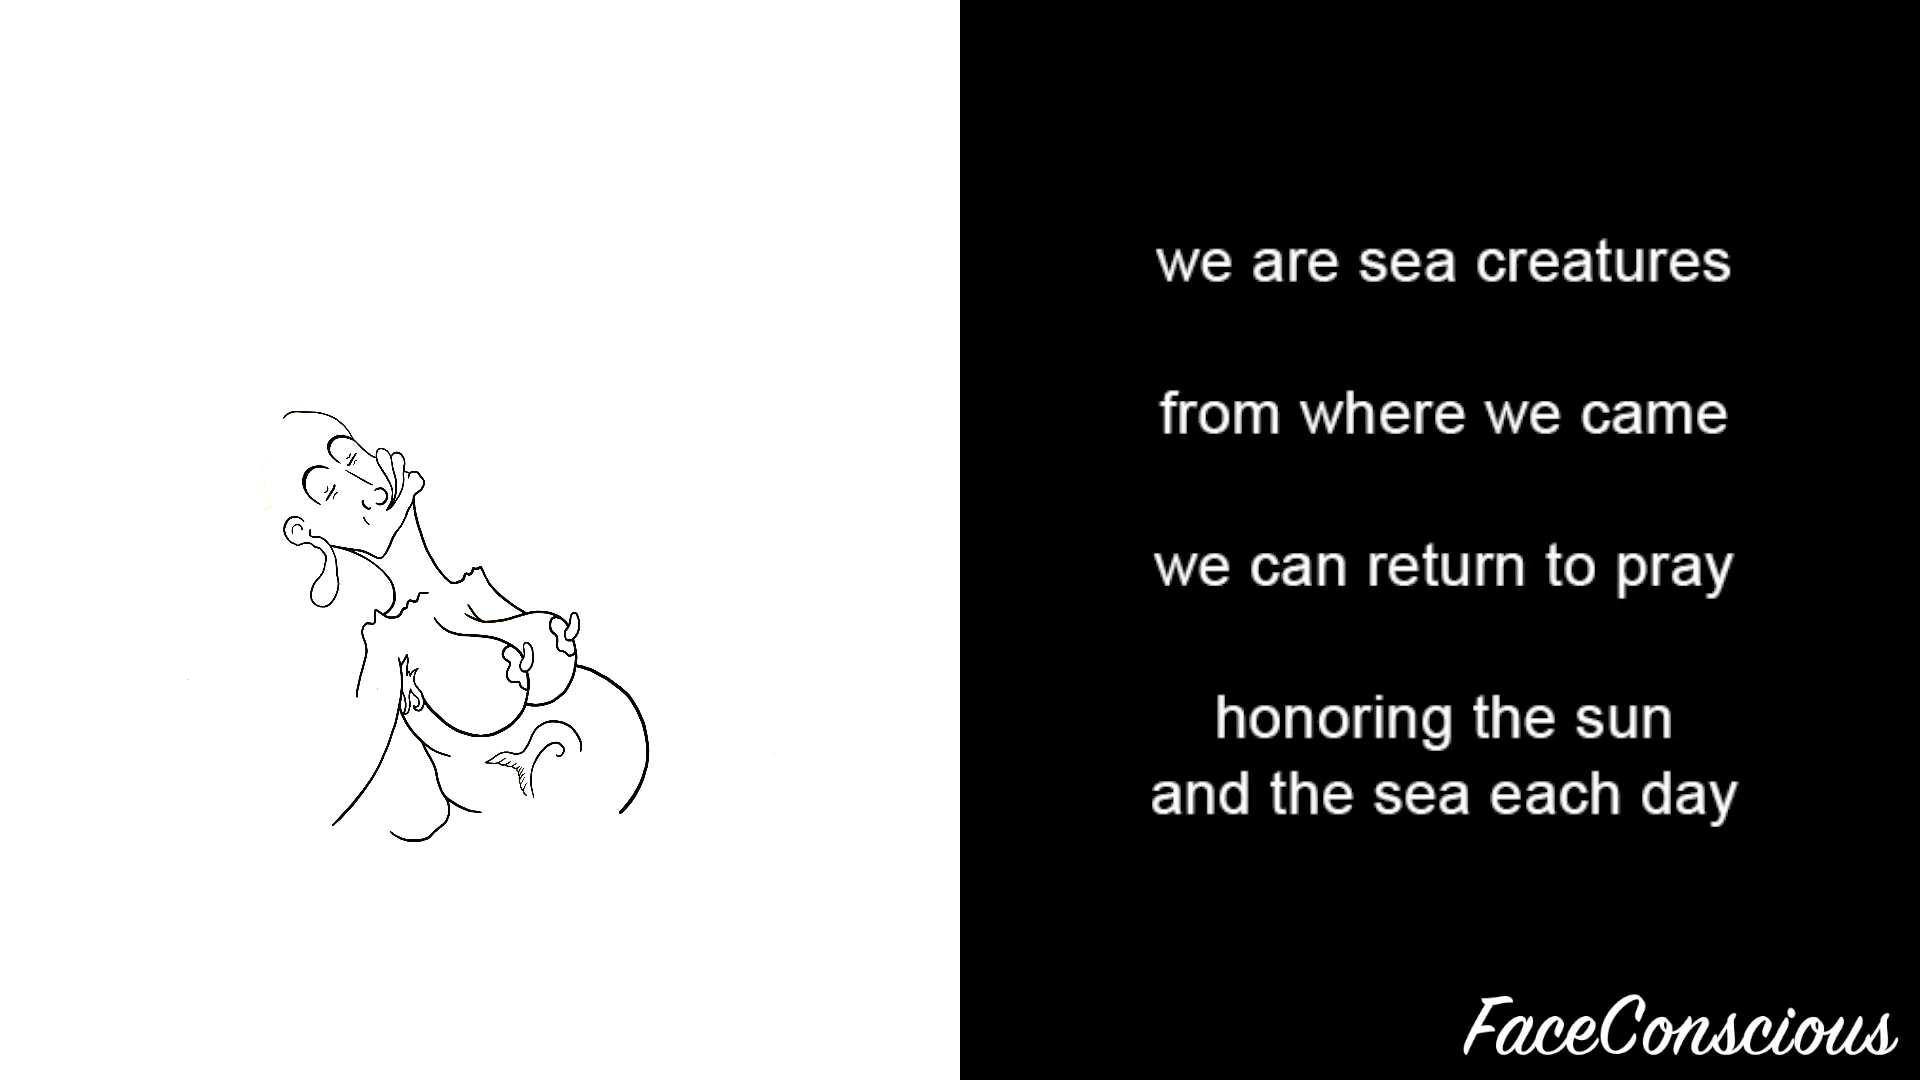 we are sea creatures
from where we came
we can return to pray
honoring the sun
and the sea each day
FaceConscious